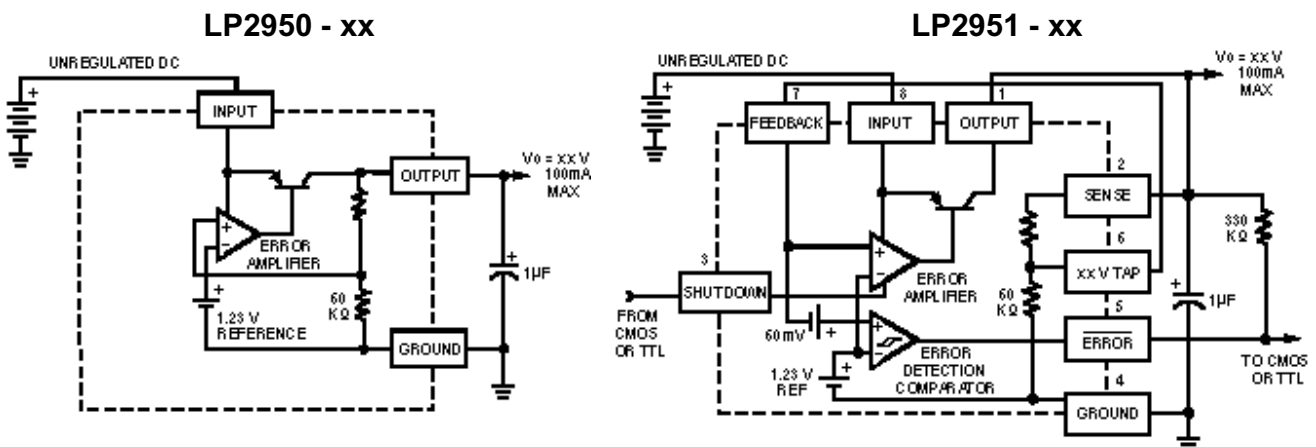 LP2950 - xx
UNREGULATED DC
+
INPUT
OUTPUT
Vo = xx V
100mA
MAX
+
−
ERROR
AMPLIFIER
+
1µF
+
60
KΩ
1.23 V
REFERENCE
GROUND
LP2951 - xx
UNREGULATED DC
Vo = xx V
100mA
MAX
+
7
8
1
FEEDBACK
INPUT
OUTPUT
2
SENSE
330
KΩ
6
xx V TAP
3
SHUTDOWN
+
−
ERROR
AMPLIFIER
60
KΩ
+
1µF
FROM
CMOS
OR TTL
60mV
+
+
−
5
ERROR
ERROR
DETECTION
COMPARATOR
TO CMOS
OR TTL
1.23 V
REF
+
4
GROUND